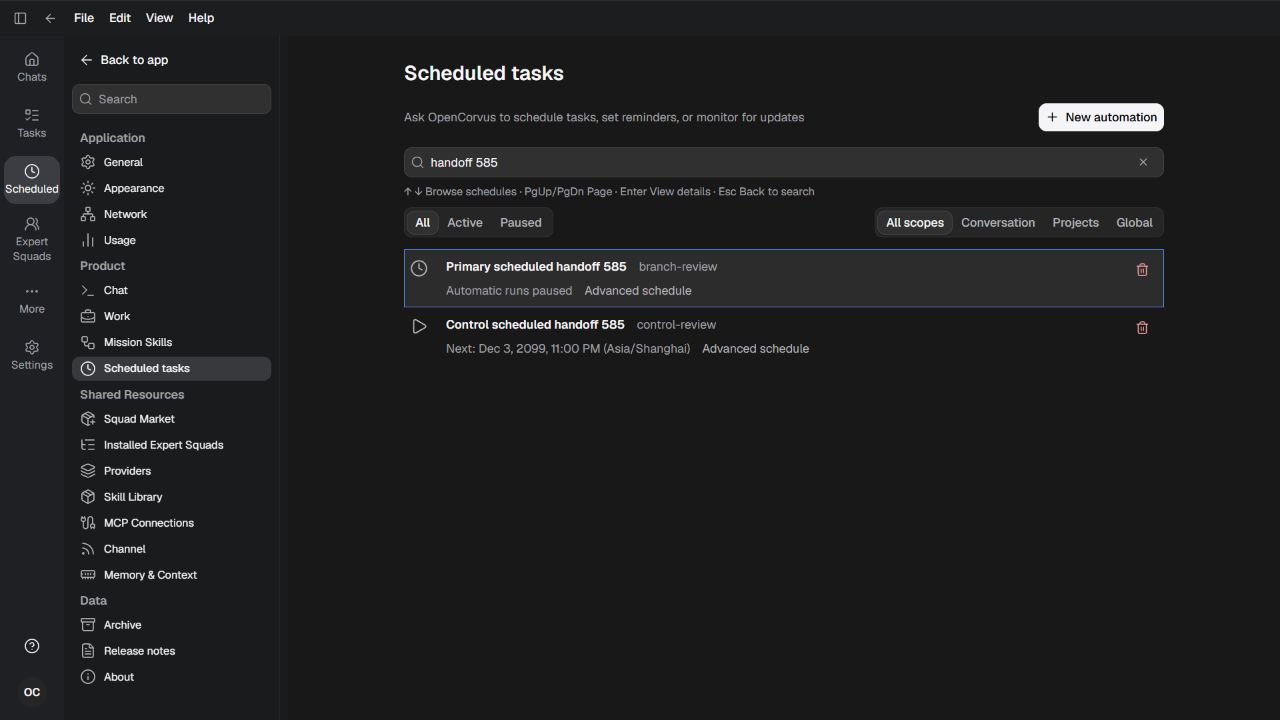 File Edit View Help
Chats
Tasks
Scheduled
Expert
Squads
More
Settings
OC
Back to app
Search
Application
General
Appearance
Network
Usage
Product
Chat
Work
Mission Skills
Scheduled tasks
Shared Resources
Squad Market
Installed Expert Squads
Providers
Skill Library
MCP Connections
Channel
Memory & Context
Data
Archive
Release notes
About
Scheduled tasks
Ask OpenCorvus to schedule tasks, set reminders, or monitor for updates
New automation
handoff 585
↑↓ Browse schedules · PgUp/PgDn Page · Enter View details · Esc Back to search
All Active Paused
All scopes Conversation Projects Global
Primary scheduled handoff 585 branch-review
Automatic runs paused Advanced schedule
Control scheduled handoff 585 control-review
Next: Dec 3, 2099, 11:00 PM (Asia/Shanghai) Advanced schedule